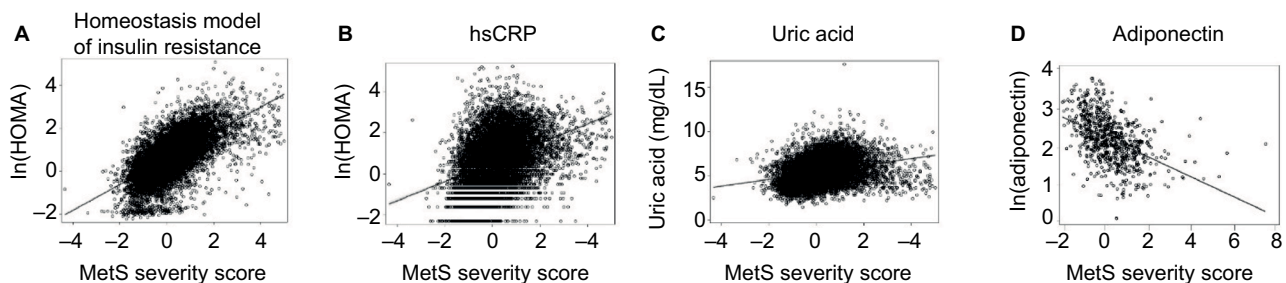 A
Homeostasis model
of insulin resistance
ln(HOMA)
4
2
0
–2
–4 –2 0 2 4
MetS severity score
B
hsCRP
ln(HOMA)
4
2
0
–2
–4 –2 0 –2 –4
MetS severity score
C
Uric acid
Uric acid (mg/dL)
15
10
5
0
–4 –2 0 –2 –4
MetS severity score
D
Adiponectin
ln(adiponectin)
4
3
2
1
0
–2 0 2 4 6 8
MetS severity score